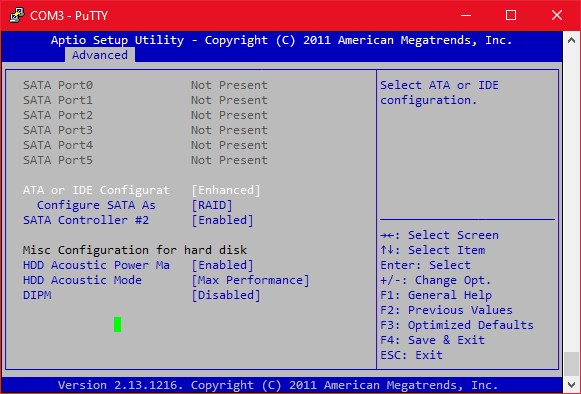 COM3 - PuTTY
Aptio Setup Utility - Copyright (C) 2011 American Megatrends, Inc.
Advanced
SATA Port0 Not Present
SATA Port1 Not Present
SATA Port2 Not Present
SATA Port3 Not Present
SATA Port4 Not Present
SATA Port5 Not Present
ATA or IDE Configurat [Enhanced]
Configure SATA As [RAID]
SATA Controller #2 [Enabled]
Misc Configuration for hard disk
HDD Acoustic Power Ma [Enabled]
HDD Acoustic Mode [Max Performance]
DIPM [Disabled]
Select ATA or IDE
configuration.
→←: Select Screen
↑↓: Select Item
Enter: Select
+/-: Change Opt.
F1: General Help
F2: Previous Values
F3: Optimized Defaults
F4: Save & Exit
ESC: Exit
Version 2.13.1216. Copyright (C) 2011 American Megatrends, Inc.